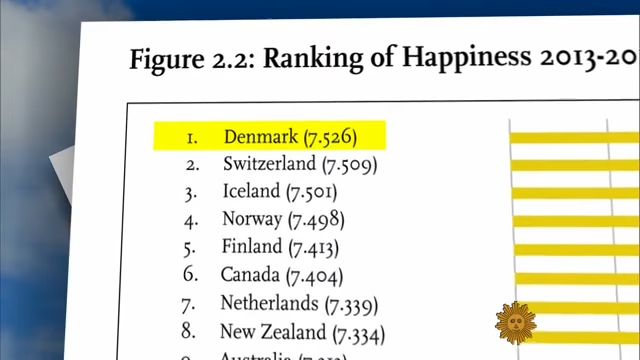 Figure 2.2: Ranking of Happiness 2013-20
1. Denmark (7.526)
2. Switzerland (7.509)
3. Iceland (7.501)
4. Norway (7.498)
5. Finland (7.413)
6. Canada (7.404)
7. Netherlands (7.339)
8. New Zealand (7.334)
9. Australia